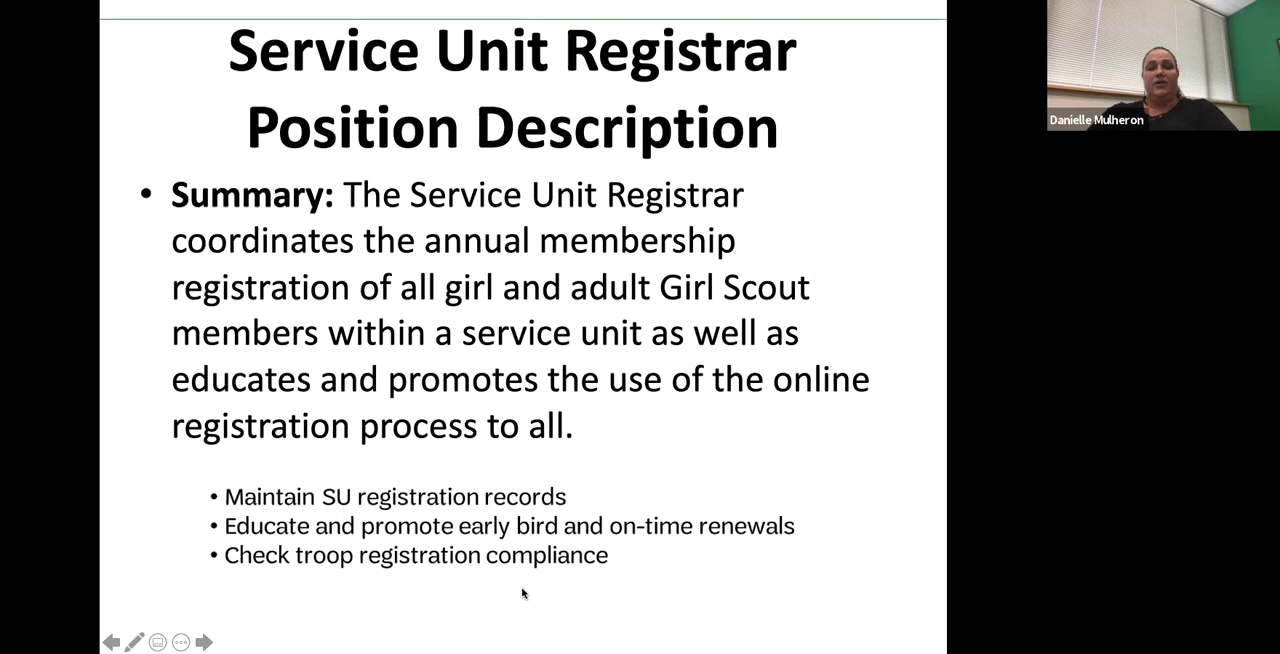 Service Unit Registrar
Position Description
• Summary: The Service Unit Registrar
coordinates the annual membership
registration of all girl and adult Girl Scout
members within a service unit as well as
educates and promotes the use of the online
registration process to all.
• Maintain SU registration records
• Educate and promote early bird and on-time renewals
• Check troop registration compliance
Danielle Mulheron